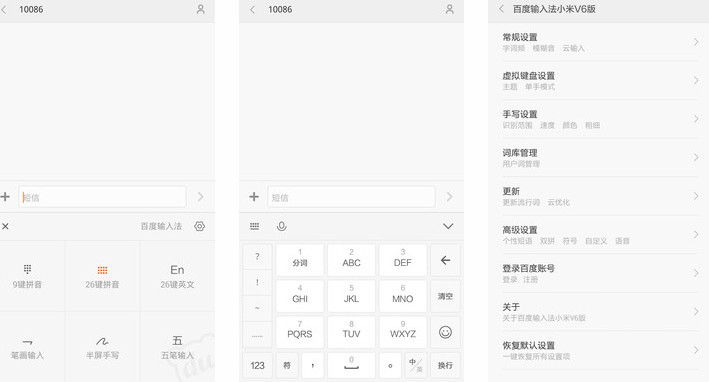 10086
短信
百度输入法
9键拼音
26键拼音
En
26键英文
笔画输入
半屏手写
五
五笔输入
10086
短信
?
1
分词
2
ABC
3
DEF
!
4
GHI
5
JKL
6
MNO
清空
~
7
PQRS
8
TUV
9
WXYZ
……
123
符
，
0
。
中/英
换行
百度输入法小米V6版
常规设置
字词频 模糊音 云输入
虚拟键盘设置
主题 单手模式
手写设置
识别范围 速度 颜色 粗细
词库管理
用户词管理
更新
更新流行词 云优化
高级设置
个性短语 双拼 符号 自定义 语音
登录百度账号
登录 注册
关于
关于百度输入法小米V6版
恢复默认设置
一键恢复所有设置项